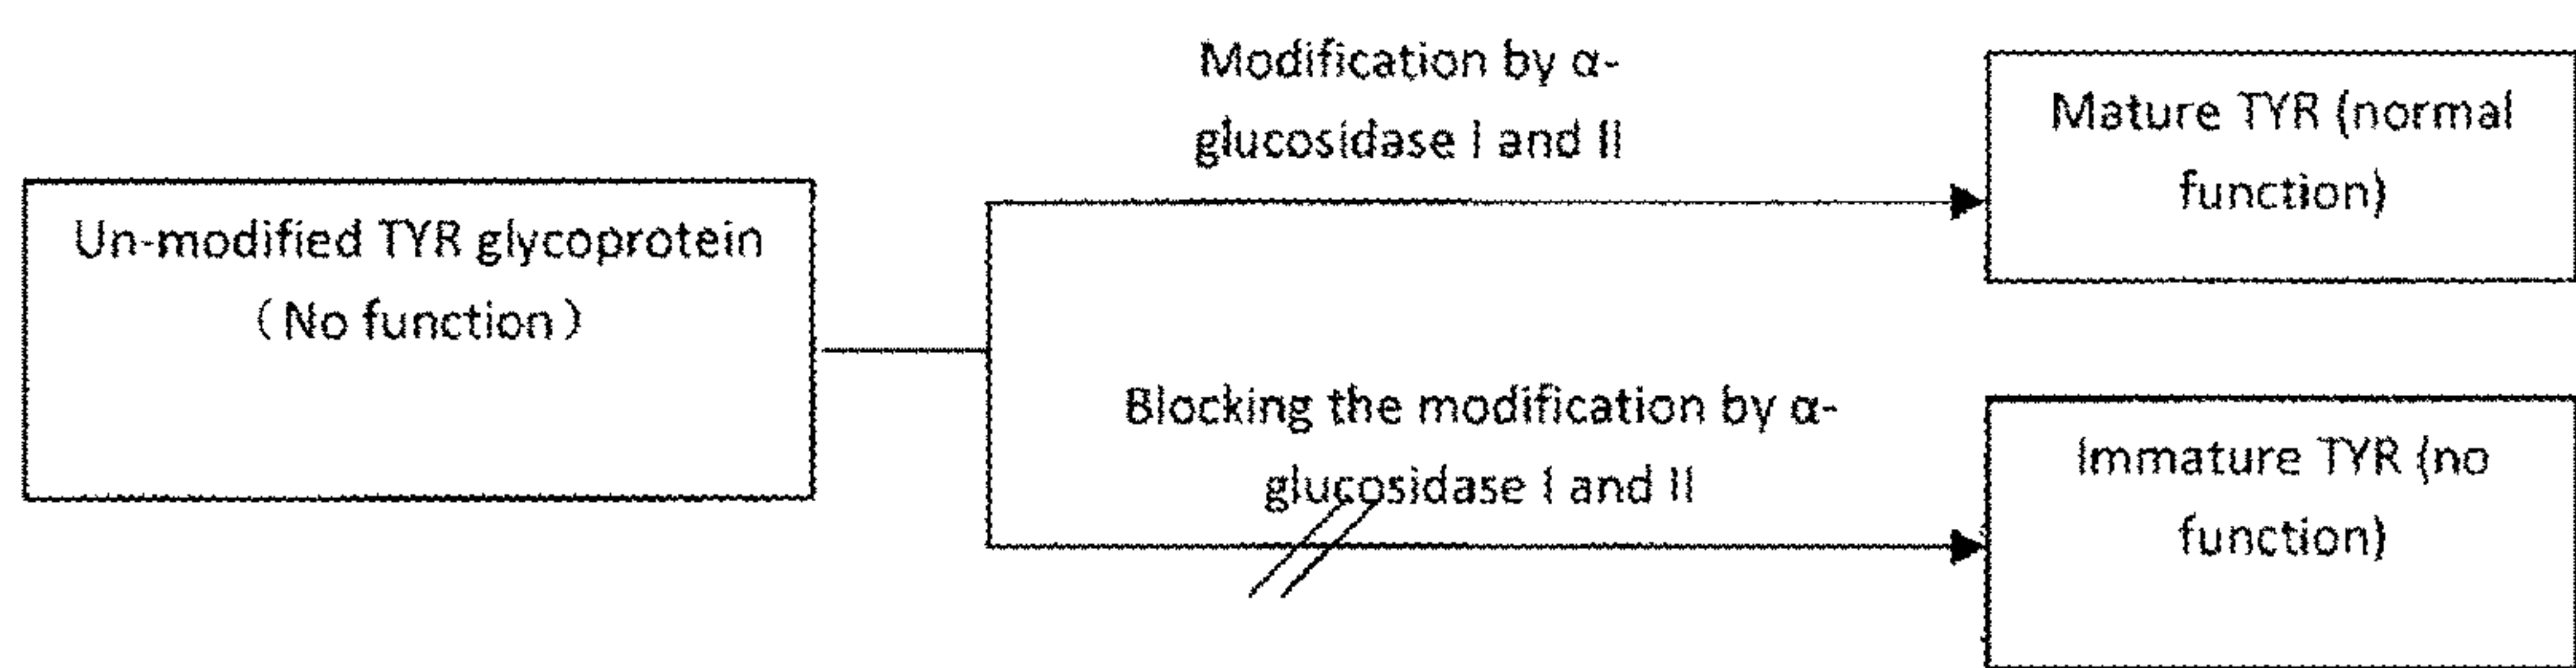 Un-modified TYR glycoprotein
（No function）
Modification by α-
glucosidase I and II
Mature TYR (normal
function)
Blocking the modification by α-
glucosidase I and II
Immature TYR (no
function)